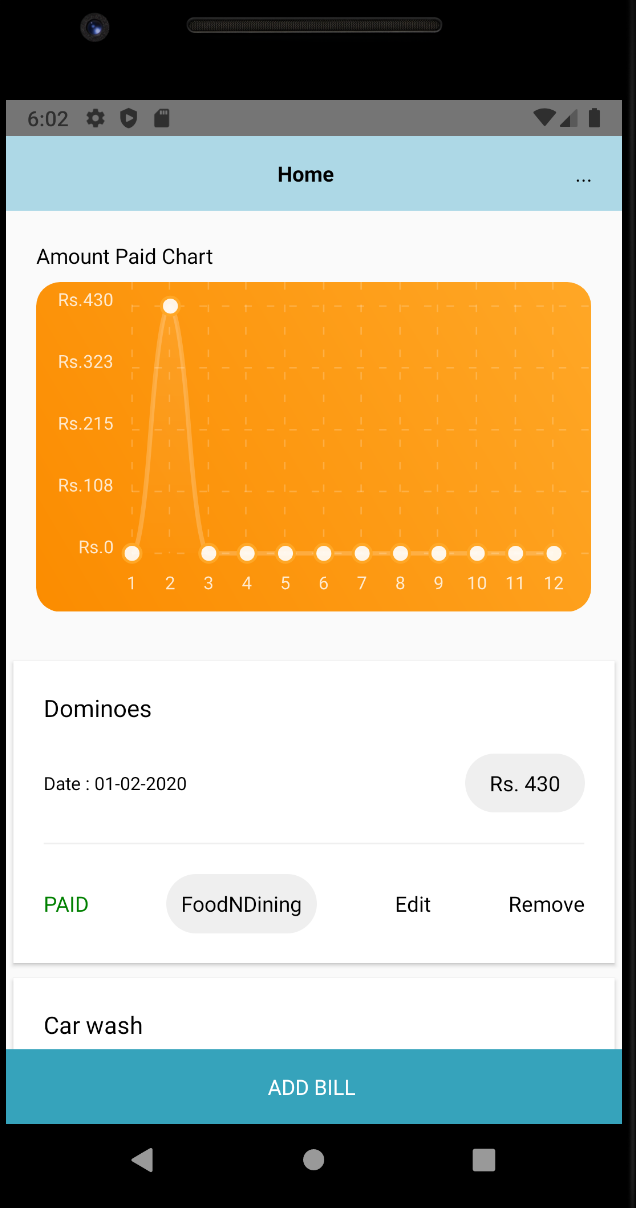 6:02
Home
...
Amount Paid Chart
Rs.430
Rs.323
Rs.215
Rs.108
Rs.0
1 2 3 4 5 6 7 8 9 10 11 12
Dominoes
Date : 01-02-2020
Rs. 430
PAID FoodNDining Edit Remove
Car wash
ADD BILL